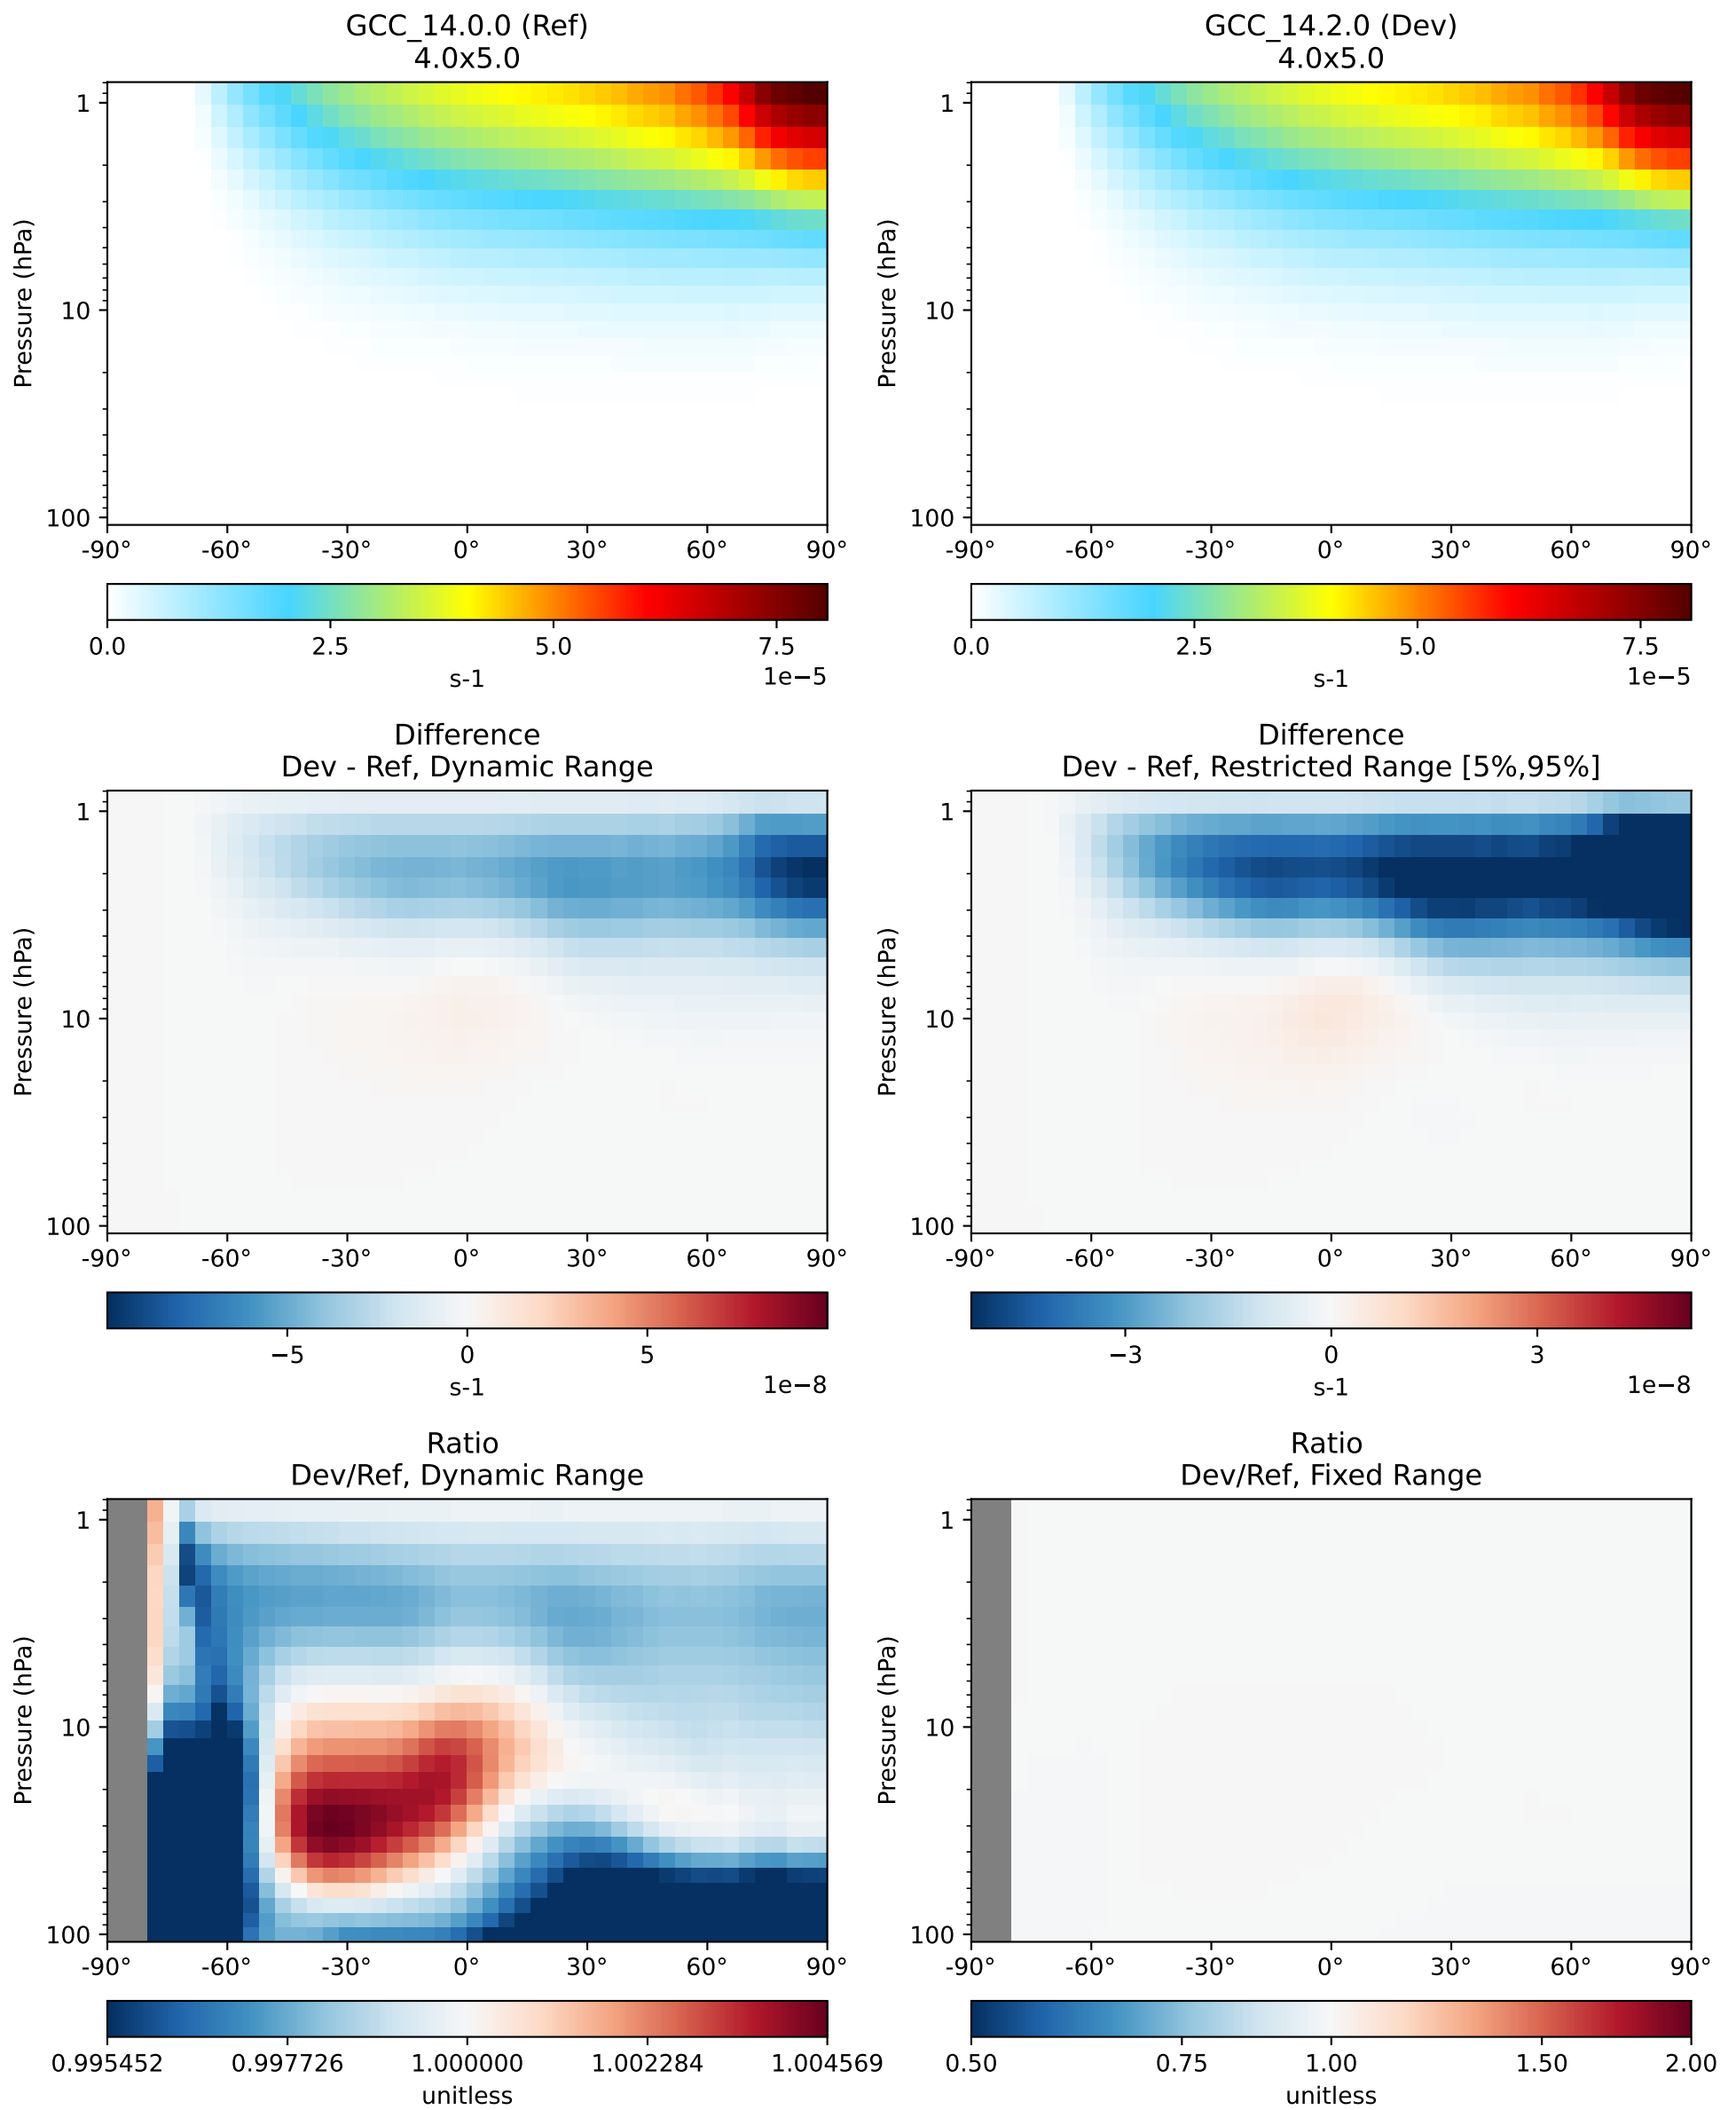 GCC_14.0.0 (Ref)
4.0x5.0
GCC_14.2.0 (Dev)
4.0x5.0
Pressure (hPa)
1
10
100
-90° -60° -30° 0° 30° 60° 90°
0.0 2.5 5.0 7.5
s-1 1e−5
Pressure (hPa)
1
10
100
-90° -60° -30° 0° 30° 60° 90°
0.0 2.5 5.0 7.5
s-1 1e−5
Difference
Dev - Ref, Dynamic Range
Difference
Dev - Ref, Restricted Range [5%,95%]
Pressure (hPa)
1
10
100
-90° -60° -30° 0° 30° 60° 90°
−5 0 5
s-1 1e−8
Pressure (hPa)
1
10
100
-90° -60° -30° 0° 30° 60° 90°
−3 0 3
s-1 1e−8
Ratio
Dev/Ref, Dynamic Range
Ratio
Dev/Ref, Fixed Range
Pressure (hPa)
1
10
100
-90° -60° -30° 0° 30° 60° 90°
0.995452 0.997726 1.000000 1.002284 1.004569
unitless
Pressure (hPa)
1
10
100
-90° -60° -30° 0° 30° 60° 90°
0.50 0.75 1.00 1.50 2.00
unitless